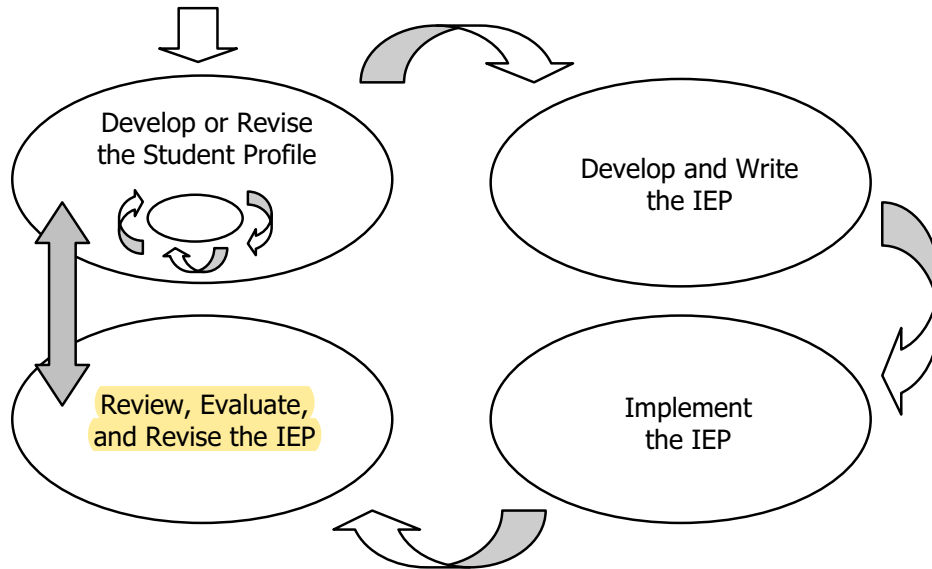 Develop or Revise
the Student Profile
Develop and Write
the IEP
Review, Evaluate,
and Revise the IEP
Implement
the IEP